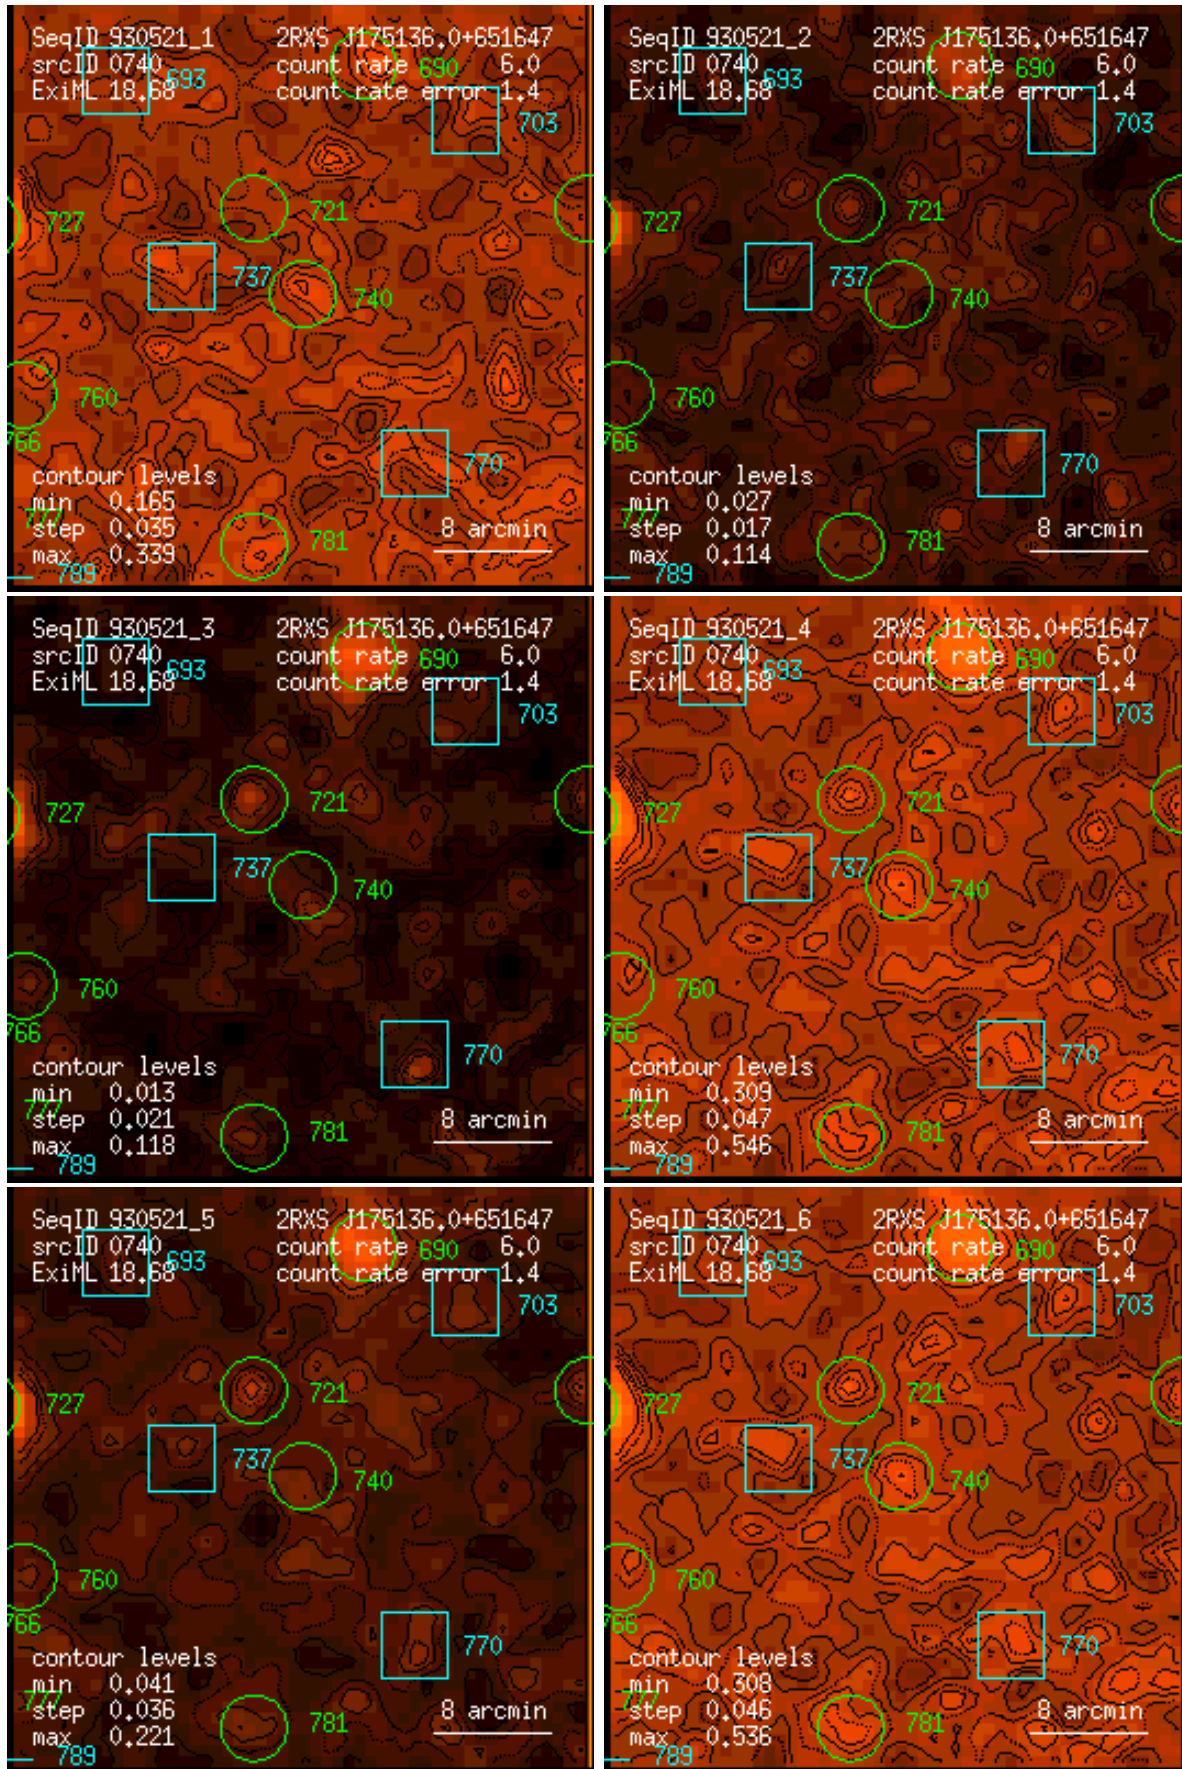 SeqID 930521_1 2RXS J175136.0+651647
srcID 0740 693 count rate 690 6.0
ExiML 18.68 count rate error 1.4
703
727 721
737 740
760
766
770
contour levels
min 0.165
777 step 0.035 781 8 arcmin
max 0.339
789
SeqID 930521_2 2RXS J175136.0+651647
srcID 0740 693 count rate 690 6.0
ExiML 18.68 count rate error 1.4
703
727 721
737 740
760
766
770
contour levels
min 0.027
777 step 0.017 781 8 arcmin
max 0.114
789
SeqID 930521_3 2RXS J175136.0+651647
srcID 0740 693 count rate 690 6.0
ExiML 18.68 count rate error 1.4
703
727 721
737 740
760
766
770
contour levels
min 0.013
777 step 0.021 781 8 arcmin
max 0.118
789
SeqID 930521_4 2RXS J175136.0+651647
srcID 0740 693 count rate 690 6.0
ExiML 18.68 count rate error 1.4
703
727 721
737 740
760
766
770
contour levels
min 0.309
777 step 0.047 781 8 arcmin
max 0.546
789
SeqID 930521_5 2RXS J175136.0+651647
srcID 0740 693 count rate 690 6.0
ExiML 18.68 count rate error 1.4
703
727 721
737 740
760
766
770
contour levels
min 0.041
777 step 0.036 781 8 arcmin
max 0.221
789
SeqID 930521_6 2RXS J175136.0+651647
srcID 0740 693 count rate 690 6.0
ExiML 18.68 count rate error 1.4
703
727 721
737 740
760
766
770
contour levels
min 0.308
777 step 0.046 781 8 arcmin
max 0.536
789